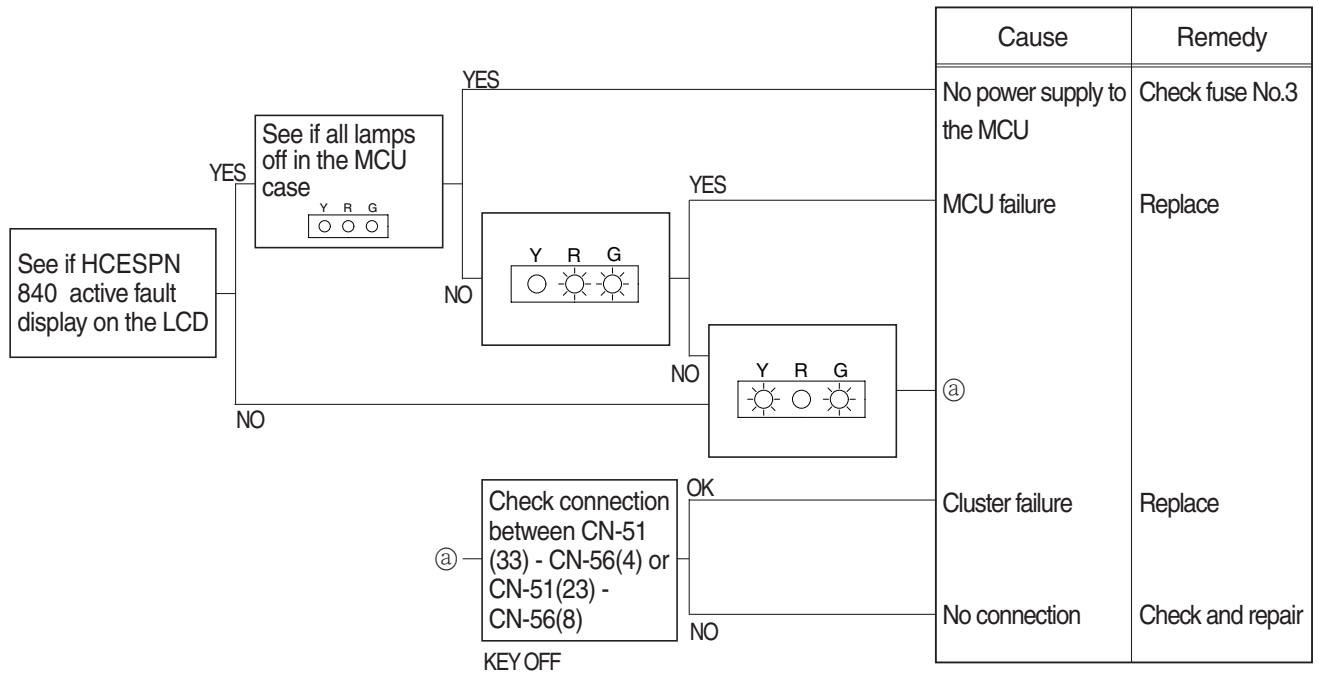 Cause
Remedy
YES
No power supply to
the MCU
Check fuse No.3
See if all lamps
off in the MCU
case
Y R G
YES
YES
MCU failure
Replace
See if HCESPN
840 active fault
display on the LCD
Y R G
NO
NO
Y R G
ⓐ
NO
Check connection
between CN-51
(33) - CN-56(4) or
CN-51(23) -
CN-56(8)
ⓐ
OK
Cluster failure
Replace
NO
No connection
Check and repair
KEY OFF